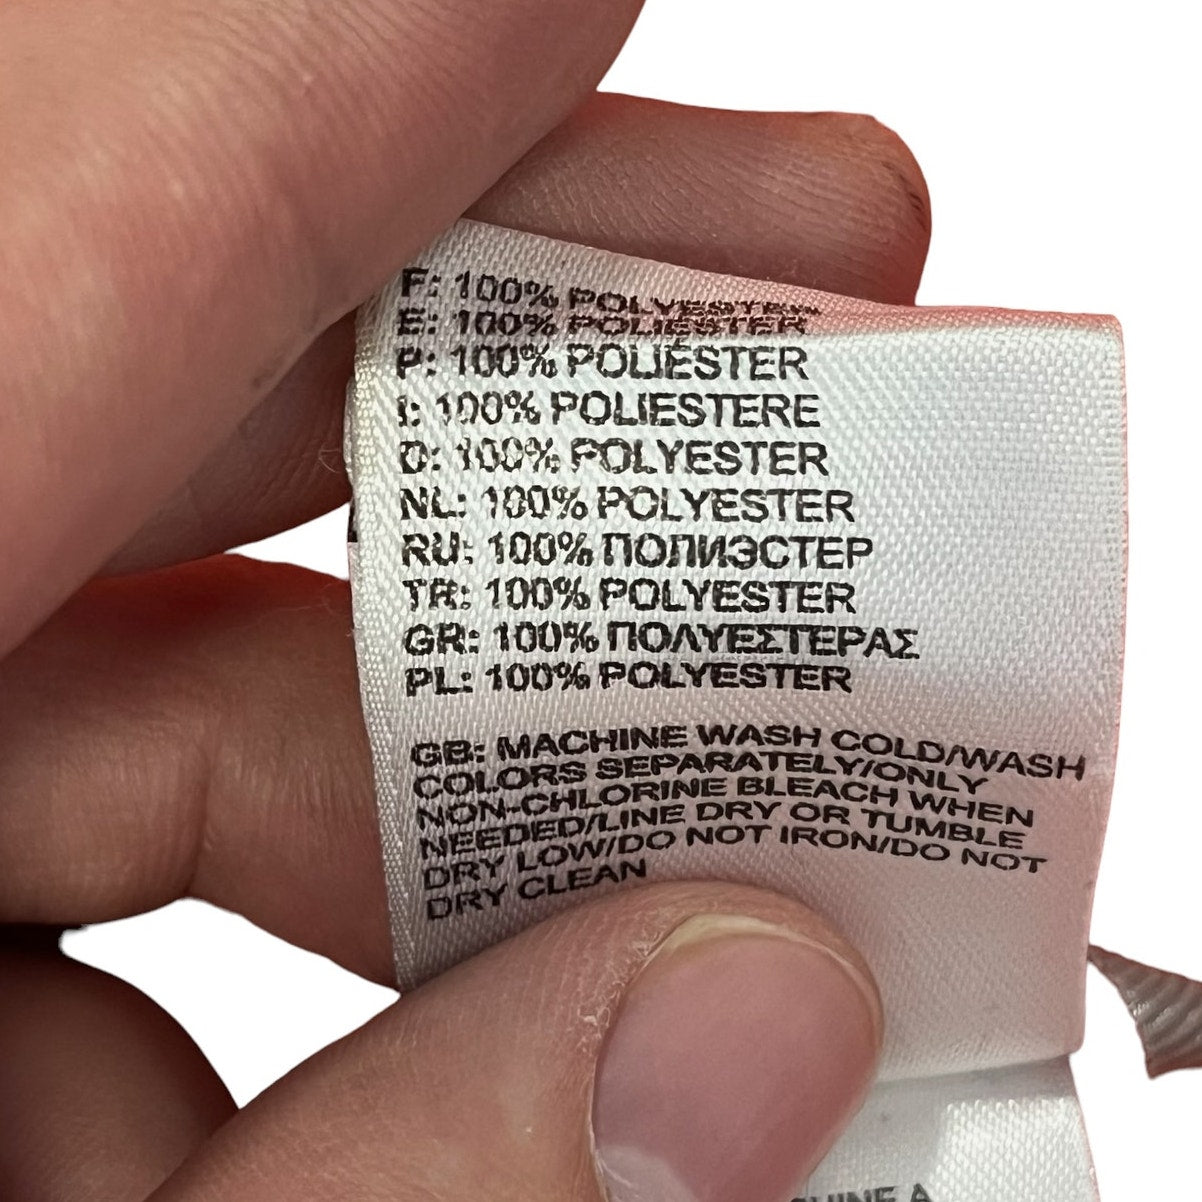 F: 100% POLYESTER
E: 100% POLIÉSTER
P: 100% POLIÉSTER
I: 100% POLIESTERE
D: 100% POLYESTER
NL: 100% POLYESTER
RU: 100% ПОЛИЭСТЕР
TR: 100% POLYESTER
GR: 100% ΠΟΛΥΕΣΤΕΡΑΣ
PL: 100% POLYESTER
GB: MACHINE WASH COLD/WASH
COLORS SEPARATELY/ONLY
NON-CHLORINE BLEACH WHEN
NEEDED/LINE DRY OR TUMBLE
DRY LOW/DO NOT IRON/DO NOT
DRY CLEAN
A